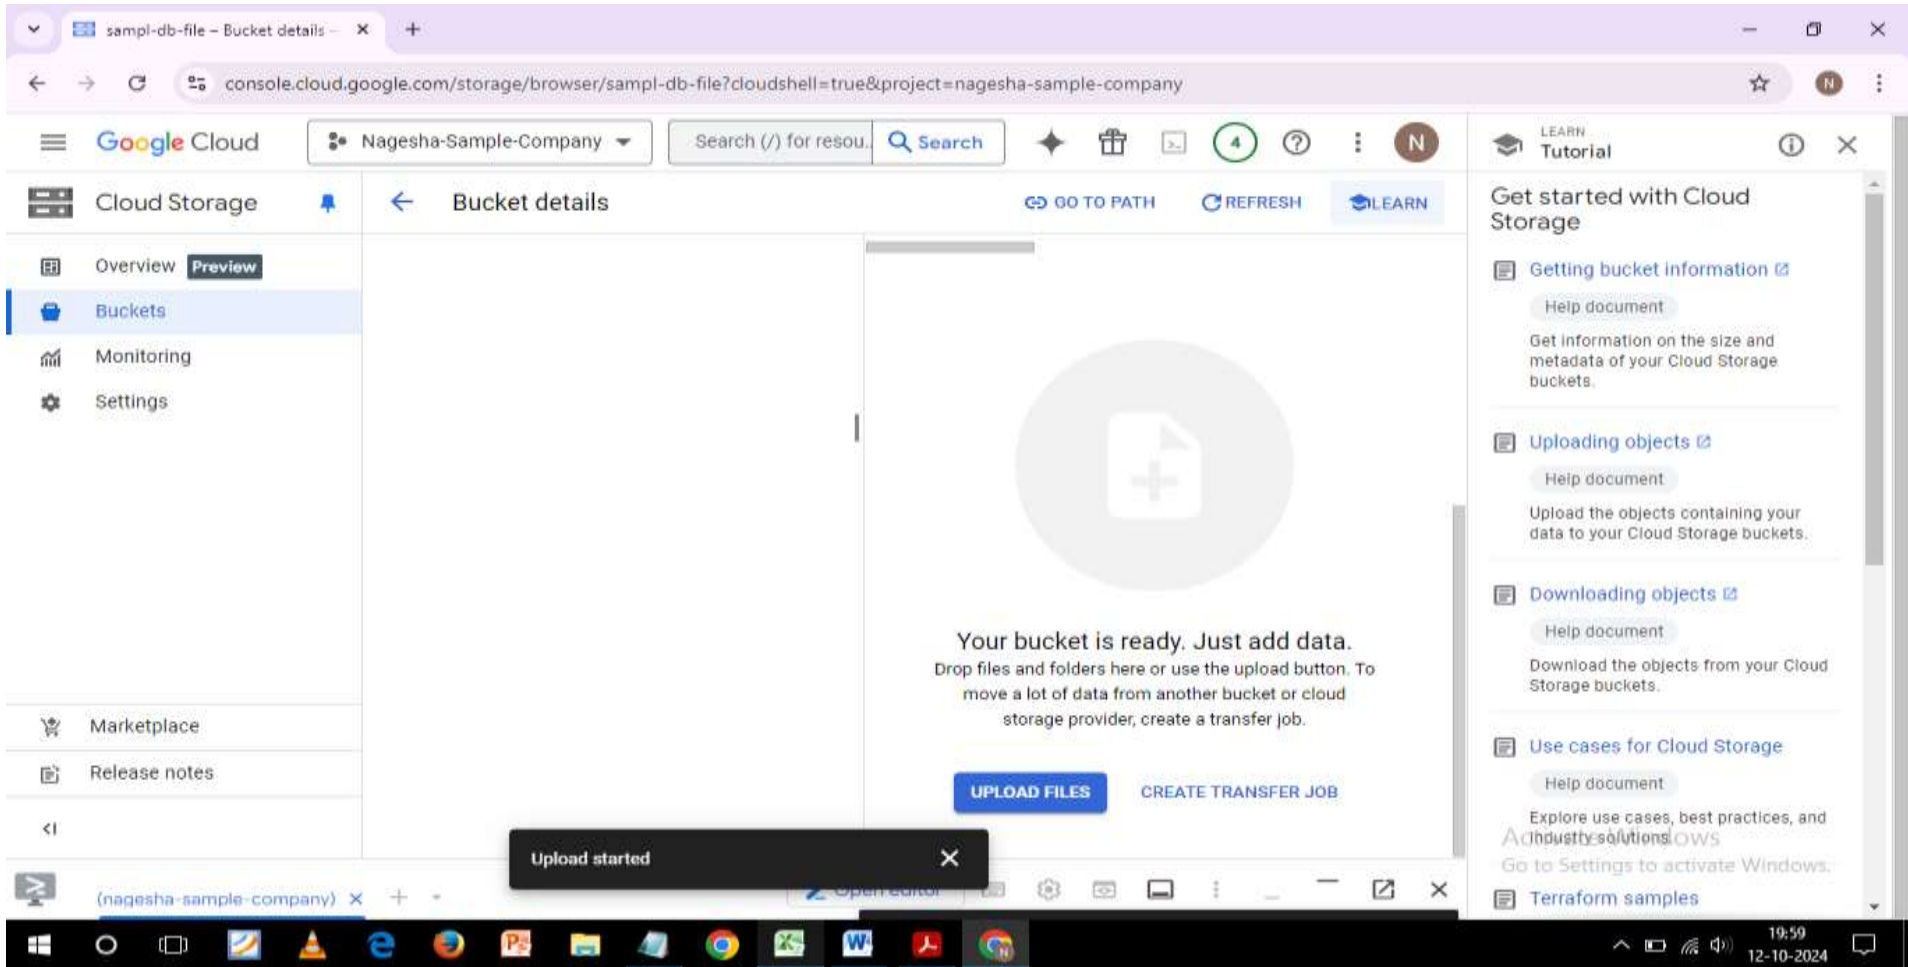 sampl-db-file – Bucket details –
console.cloud.google.com/storage/browser/sampl-db-file?cloudshell=true&project=nagesha-sample-company
N
Google Cloud
Nagesha-Sample-Company
Search (/) for resou.
Search
4
N
LEARN
Tutorial
Cloud Storage
Bucket details
GO TO PATH
REFRESH
LEARN
Get started with Cloud
Storage
Overview Preview
Buckets
Monitoring
Settings
Marketplace
Release notes
Your bucket is ready. Just add data.
Drop files and folders here or use the upload button. To
move a lot of data from another bucket or cloud
storage provider, create a transfer job.
UPLOAD FILES
CREATE TRANSFER JOB
Getting bucket information
Help document
Get information on the size and
metadata of your Cloud Storage
buckets.
Uploading objects
Help document
Upload the objects containing your
data to your Cloud Storage buckets.
Downloading objects
Help document
Download the objects from your Cloud
Storage buckets.
Use cases for Cloud Storage
Help document
Explore use cases, best practices, and
industry solutions.
Activate Windows
Go to Settings to activate Windows.
Terraform samples
Upload started
(nagesha-sample-company)
Open editor
19:59
12-10-2024